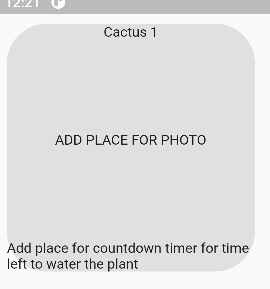 12:21
Cactus 1
ADD PLACE FOR PHOTO
Add place for countdown timer for time
left to water the plant